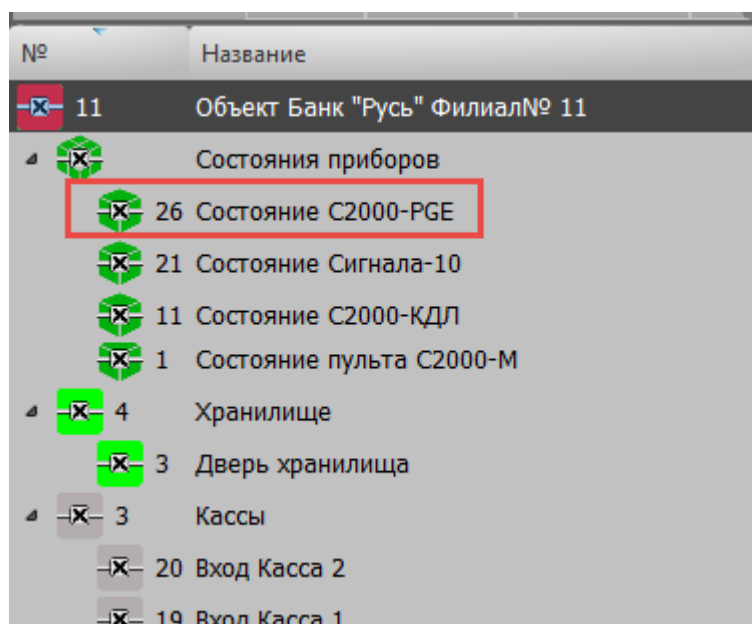 № Название
11 Объект Банк "Русь" Филиал№ 11
Состояния приборов
26 Состояние С2000-PGE
21 Состояние Сигнала-10
11 Состояние С2000-КДЛ
1 Состояние пульта С2000-М
4 Хранилище
3 Дверь хранилища
3 Кассы
20 Вход Касса 2
19 Вход Касса 1